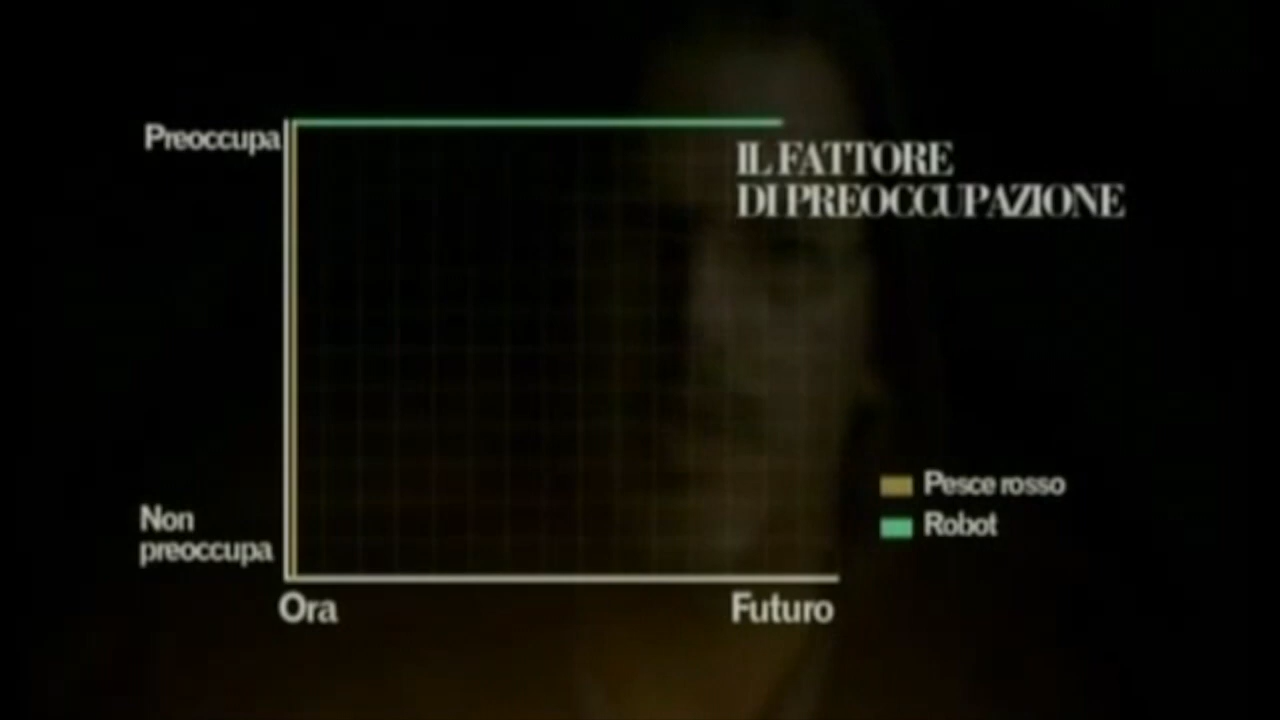 Preoccupa
IL FATTORE
DI PREOCCUPAZIONE
Pesce rosso
Robot
Non
preoccupa
Ora
Futuro